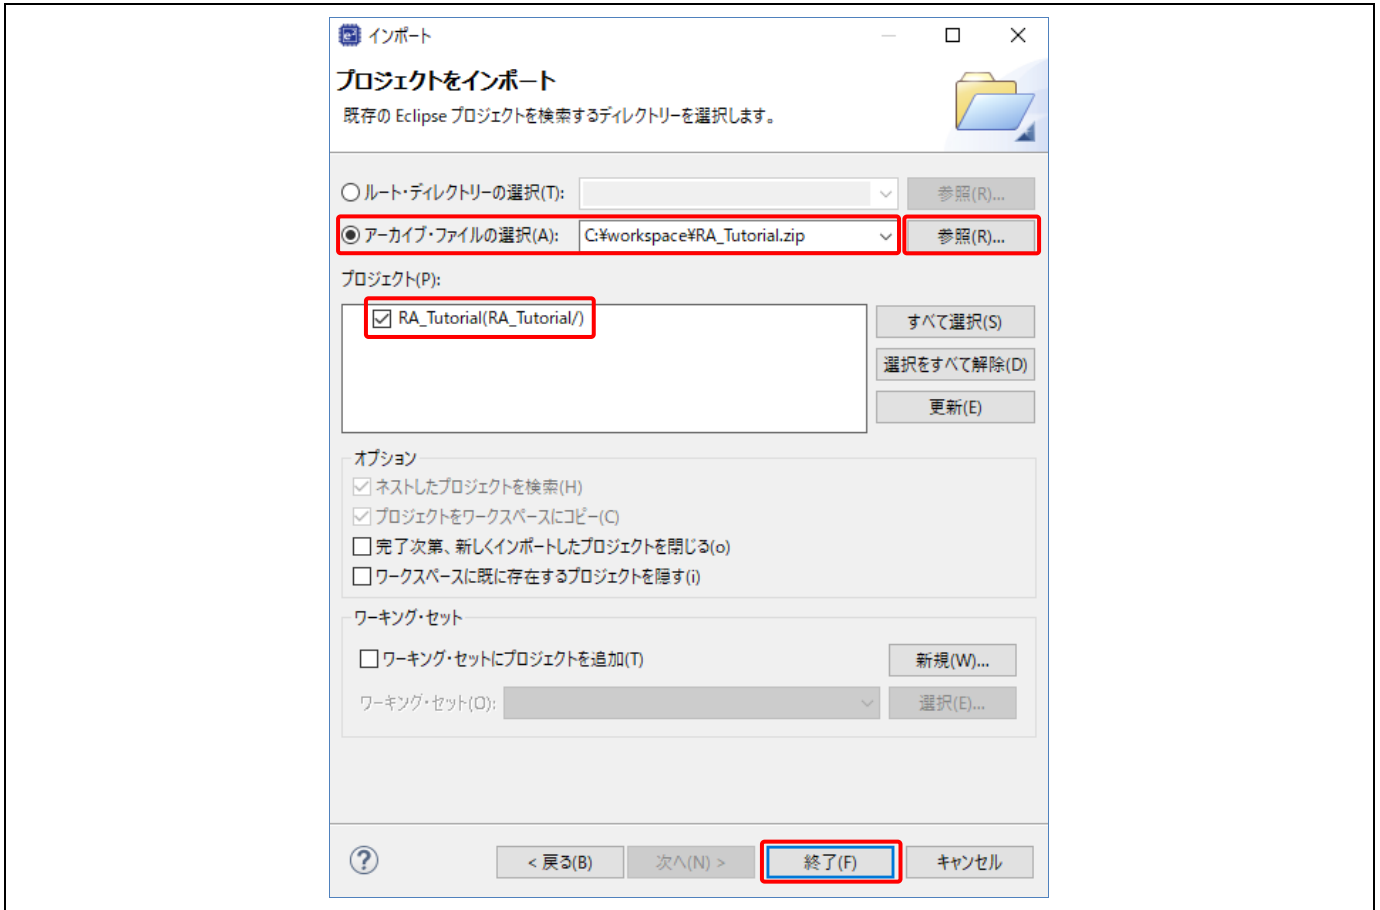 インポート
プロジェクトをインポート
既存の Eclipse プロジェクトを検索するディレクトリーを選択します。
ルート・ディレクトリーの選択(T): 参照(R)...
アーカイブ・ファイルの選択(A): C:¥workspace¥RA_Tutorial.zip 参照(R)...
プロジェクト(P):
RA_Tutorial(RA_Tutorial/)
すべて選択(S)
選択をすべて解除(D)
更新(E)
オプション
ネストしたプロジェクトを検索(H)
プロジェクトをワークスペースにコピー(C)
完了次第、新しくインポートしたプロジェクトを閉じる(o)
ワークスペースに既に存在するプロジェクトを隠す(i)
ワーキング・セット
ワーキング・セットにプロジェクトを追加(T) 新規(W)...
ワーキング・セット(O): 選択(E)...
? < 戻る(B) 次へ(N) > 終了(F) キャンセル